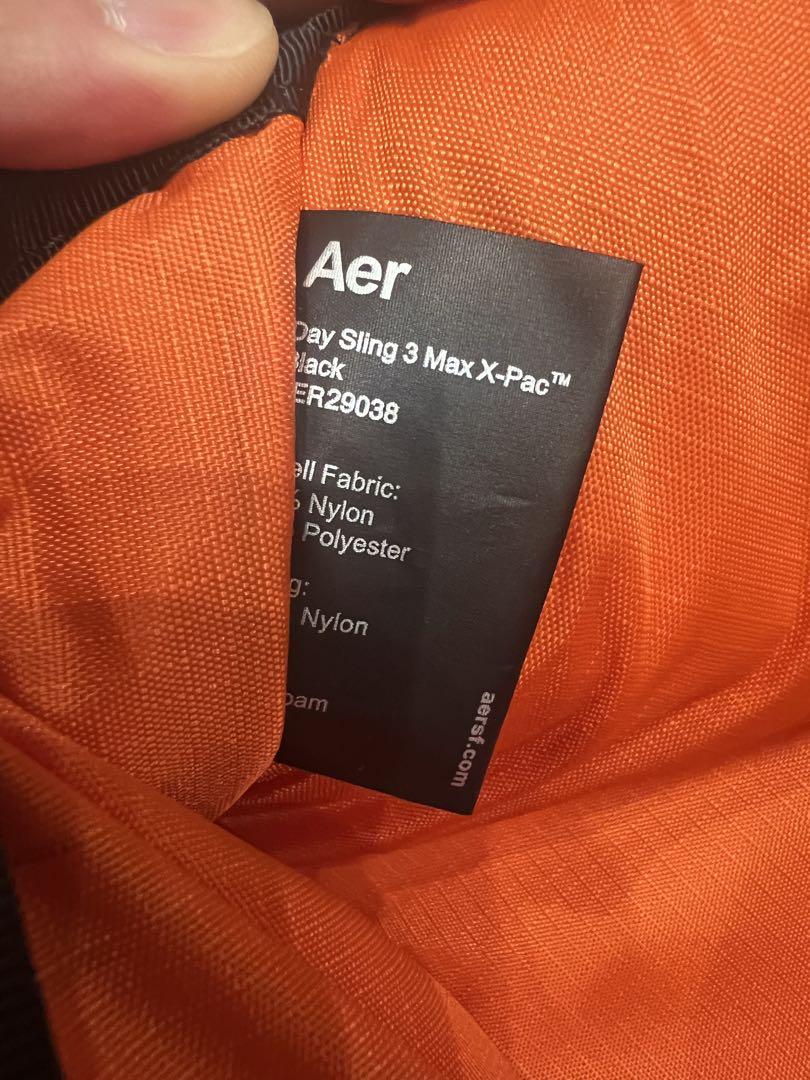 Aer
Day Sling 3 Max X-Pac™
Black
ER29038
ell Fabric:
% Nylon
Polyester
g:
Nylon
oam
aersf.com